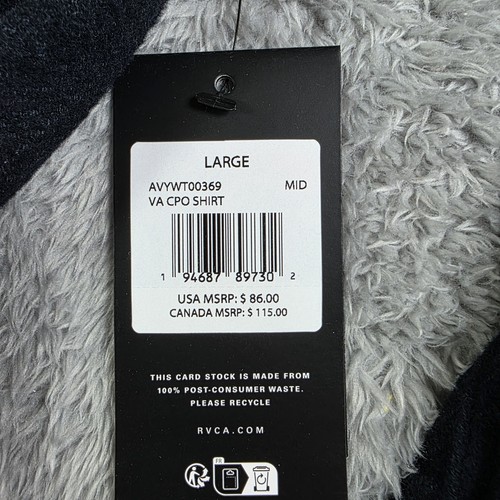 LARGE
AVYWT00369 MID
VA CPO SHIRT
1 94687 89730 2
USA MSRP: $ 86.00
CANADA MSRP: $ 115.00
THIS CARD STOCK IS MADE FROM
100% POST-CONSUMER WASTE.
PLEASE RECYCLE
RVCA.COM
FR